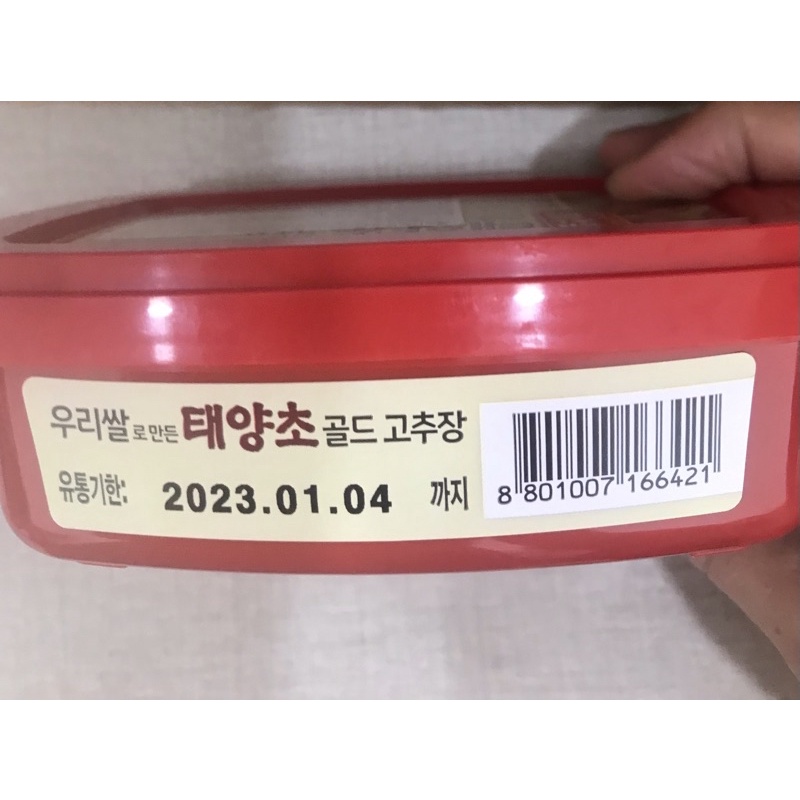 우리쌀로만든 태양초 골드 고추장
유통기한: 2023.01.04 까지
8 801007 166421